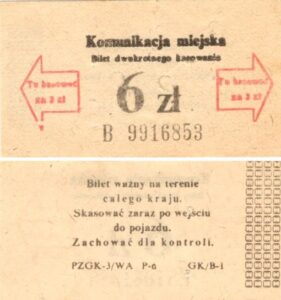 Komunikacja miejska
Bilet dwukrotnego kasowania
Tu kasować
za 3 zł
6 zł
Tu kasować
za 3 zł
B 9916853
Bilet ważny na terenie
całego kraju.
Skasować zaraz po wejściu
do pojazdu.
Zachować dla kontroli.
PZGK-3/WA P-6 GK/B-1